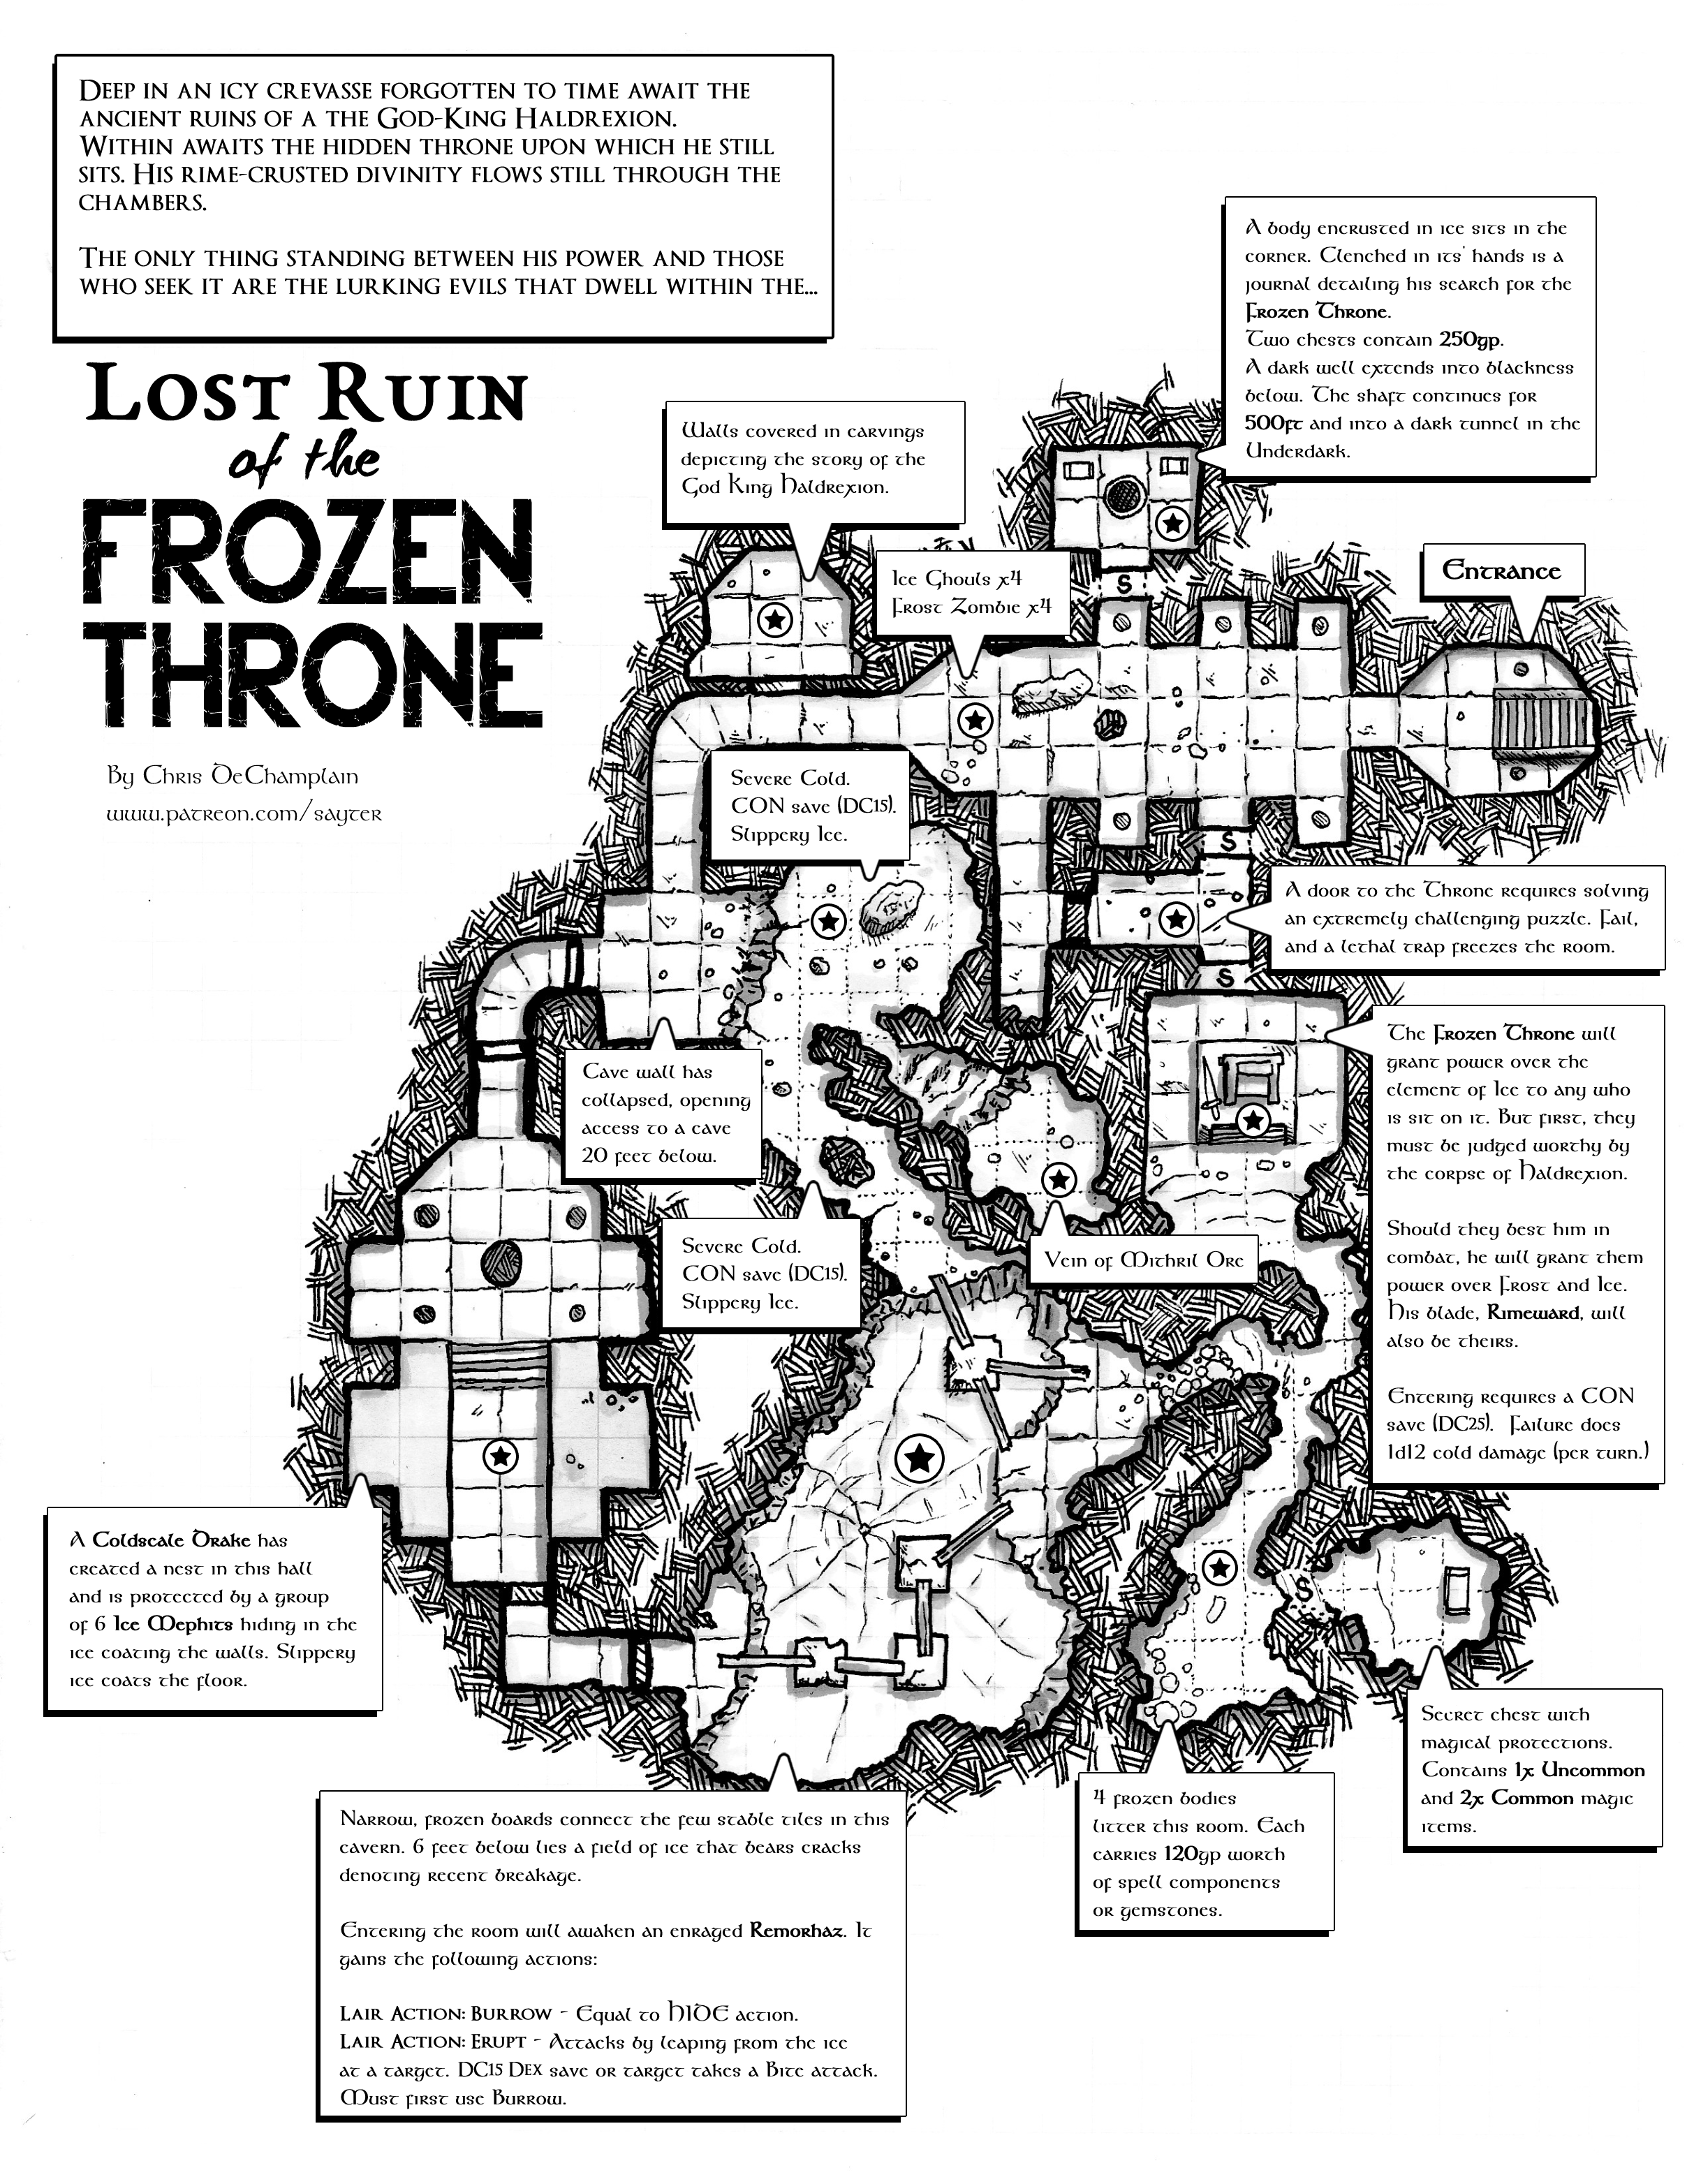 Deep in an icy crevasse forgotten to time await the
ancient ruins of a the God-King Haldrexion.
Within awaits the hidden throne upon which he still
sits. His rime-crusted divinity flows still through the
chambers.
The only thing standing between his power and those
who seek it are the lurking evils that dwell within the...
Lost Ruin
of the
FROZEN
THRONE
By Chris DeChamplain
www.patreon.com/sayter
A body encrusted in ice sits in the
corner. Clenched in its' hands is a
journal detailing his search for the
Frozen Throne.
Two chests contain 250gp.
A dark well extends into blackness
below. The shaft continues for
500ft and into a dark tunnel in the
Underdark.
Walls covered in carvings
depicting the story of the
God King Haldrexion.
Ice Ghouls x4
Frost Zombie x4
S
Entrance
Severe Cold.
CON save (DC15).
Slippery Ice.
S
A door to the Throne requires solving
an extremely challenging puzzle. Fail,
and a lethal trap freezes the room.
S
The Frozen Throne will
grant power over the
element of Ice to any who
is sit on it. But first, they
must be judged worthy by
the corpse of Haldrexion.
Should they best him in
combat, he will grant them
power over Frost and Ice.
His blade, Rimeward, will
also be theirs.
Entering requires a CON
save (DC25). Failure does
1d12 cold damage (per turn.)
Cave wall has
collapsed, opening
access to a cave
20 feet below.
Severe Cold.
CON save (DC15).
Slippery Ice.
Vein of Mithril Ore
A Coldscale Drake has
created a nest in this hall
and is protected by a group
of 6 Ice Mephits hiding in the
ice coating the walls. Slippery
ice coats the floor.
S
Secret chest with
magical protections.
Contains 1x Uncommon
and 2x Common magic
items.
4 frozen bodies
litter this room. Each
carries 120gp worth
of spell components
or gemstones.
Narrow, frozen boards connect the few stable tiles in this
cavern. 6 feet below lies a field of ice that bears cracks
denoting recent breakage.
Entering the room will awaken an enraged Remorhaz. It
gains the following actions:
Lair Action: Burrow - Equal to HIDE action.
Lair Action: Erupt - Attacks by leaping from the ice
at a target. DC15 Dex save or target takes a Bite attack.
Must first use Burrow.